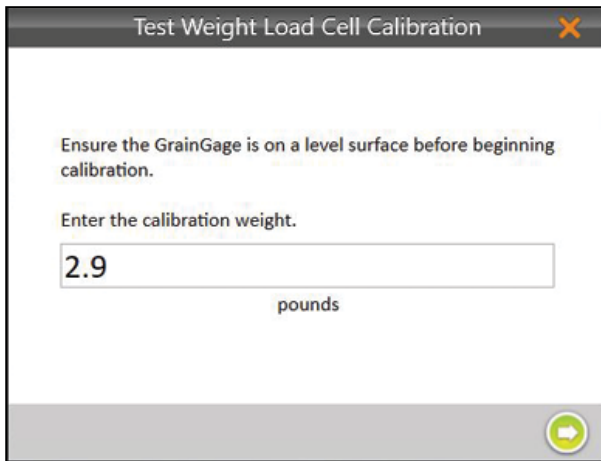 Test Weight Load Cell Calibration
Ensure the GrainGage is on a level surface before beginning
calibration.
Enter the calibration weight.
2.9
pounds